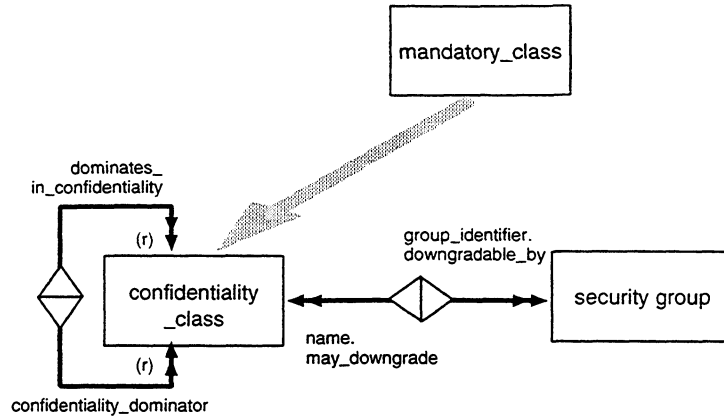 mandatory_class
dominates_
in_confidentiality
(r)
group_identifier.
downgradable_by
confidentiality
_class
security group
name.
may_downgrade
(r)
confidentiality_dominator